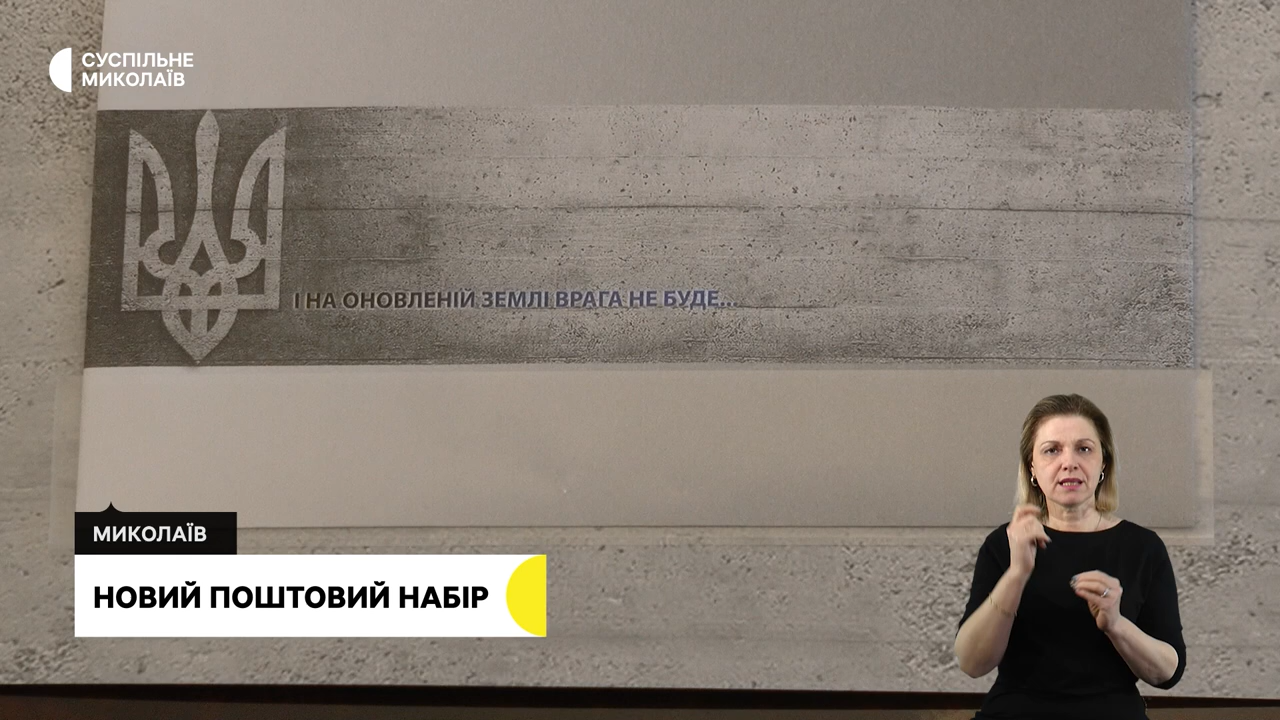 СУСПІЛЬНЕ
МИКОЛАЇВ
І НА ОНОВЛЕНІЙ ЗЕМЛІ ВРАГА НЕ БУДЕ...
МИКОЛАЇВ
НОВИЙ ПОШТОВИЙ НАБІР